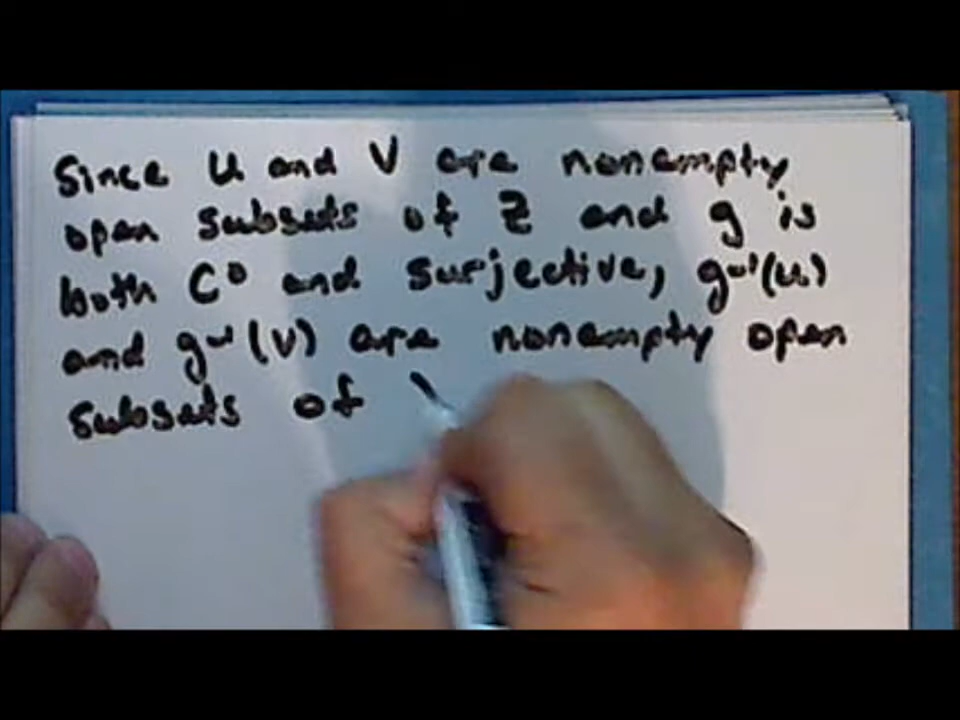 Since U and V are nonempty
open subsets of Z and g is
both C⁰ and surjective, g⁻¹(U)
and g⁻¹(V) are nonempty open
subsets of